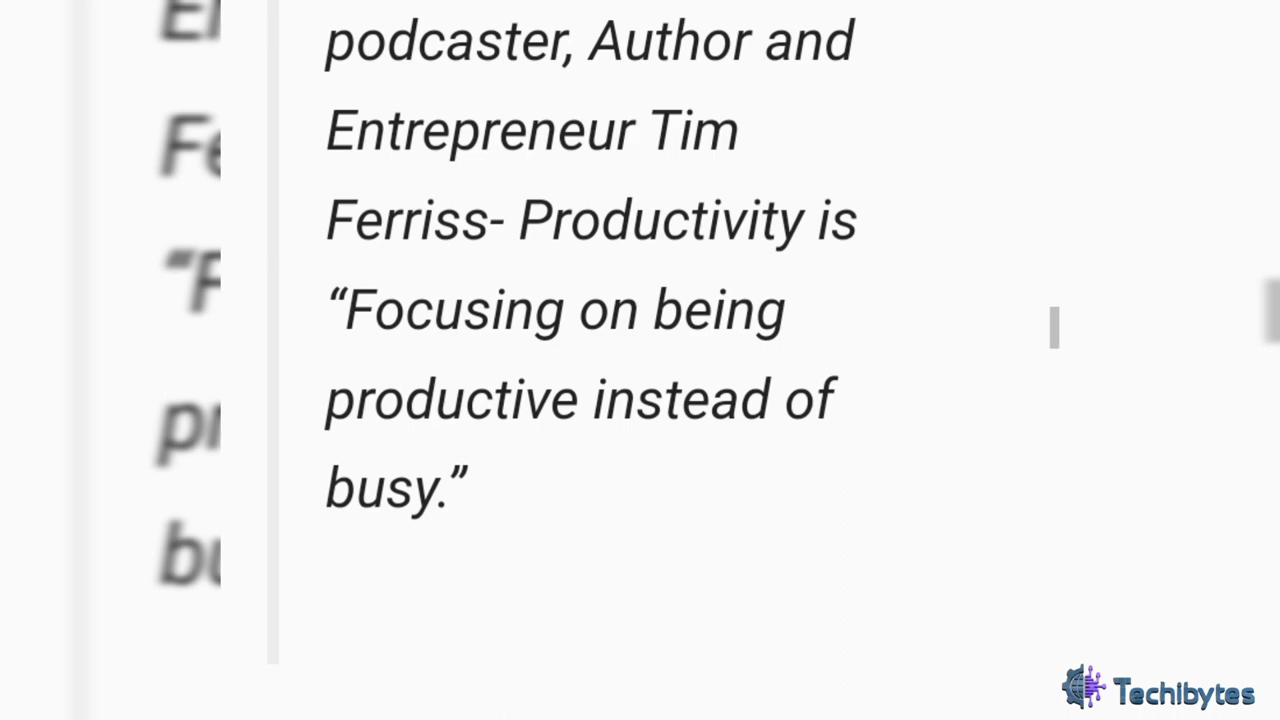 podcaster, Author and
Entrepreneur Tim
Ferriss- Productivity is
“Focusing on being
productive instead of
busy.”
Techibytes